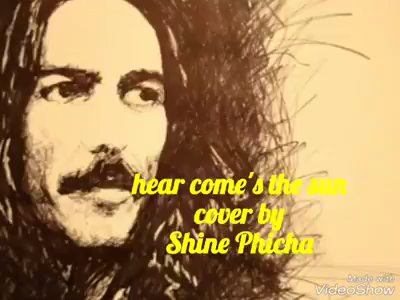 hear come's the sun
cover by
Shine Phicha
Made with
VideoShow